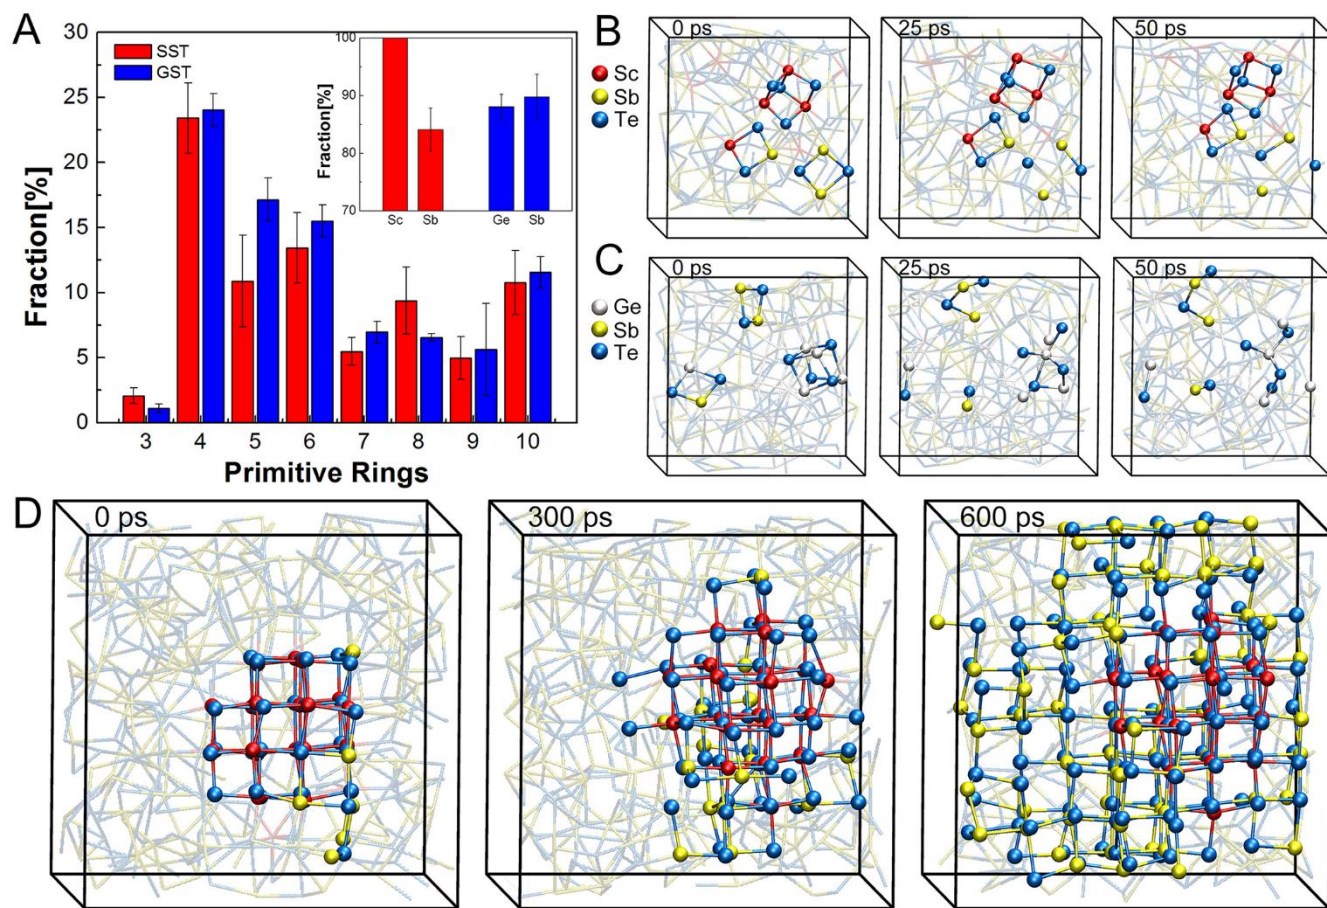 A
30
25
20
15
10
5
0
Fraction[%]
SST
GST
100
90
80
70
Fraction[%]
Sc Sb Ge Sb
3 4 5 6 7 8 9 10
Primitive Rings
B
0 ps 25 ps 50 ps
Sc
Sb
Te
C
0 ps 25 ps 50 ps
Ge
Sb
Te
D
0 ps 300 ps 600 ps